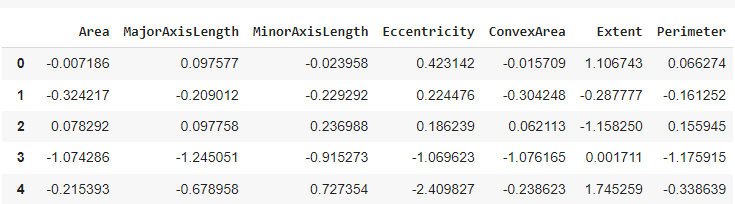 Area MajorAxisLength MinorAxisLength Eccentricity ConvexArea Extent Perimeter
0 -0.007186 0.097577 -0.023958 0.423142 -0.015709 1.106743 0.066274
1 -0.324217 -0.209012 -0.229292 0.224476 -0.304248 -0.287777 -0.161252
2 0.078292 0.097758 0.236988 0.186239 0.062113 -1.158250 0.155945
3 -1.074286 -1.245051 -0.915273 -1.069623 -1.076165 0.001711 -1.175915
4 -0.215393 -0.678958 0.727354 -2.409827 -0.238623 1.745259 -0.338639